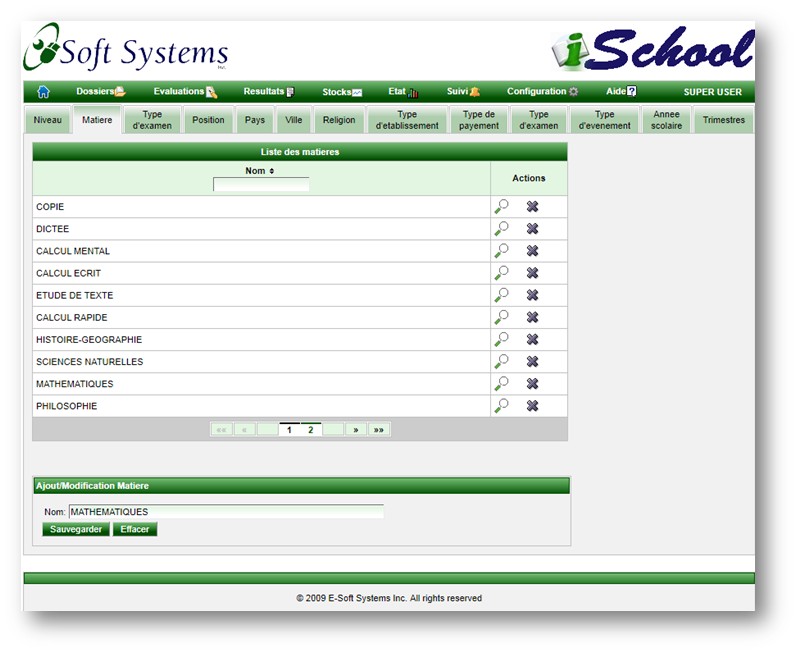 Soft Systems
Inc.
iSchool
Dossiers Evaluations Resultats Stocks Etat Suivi Configuration Aide SUPER USER
Niveau Matiere Type d'examen Position Pays Ville Religion Type d'etablissement Type de payement Type d'examen Type d'evenement Annee scolaire Trimestres
Liste des matieres
Nom
Actions
COPIE
DICTEE
CALCUL MENTAL
CALCUL ECRIT
ETUDE DE TEXTE
CALCUL RAPIDE
HISTOIRE-GEOGRAPHIE
SCIENCES NATURELLES
MATHEMATIQUES
PHILOSOPHIE
«« « 1 2 » »»
Ajout/Modification Matiere
Nom: MATHEMATIQUES
Sauvegarder Effacer
© 2009 E-Soft Systems Inc. All rights reserved